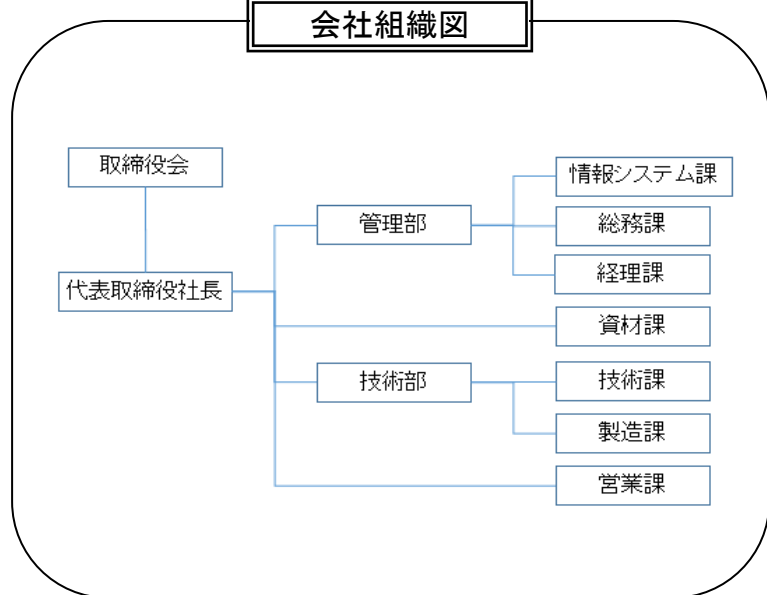 会社組織図
取締役会
代表取締役社長
管理部
情報システム課
総務課
経理課
資材課
技術部
技術課
製造課
営業課